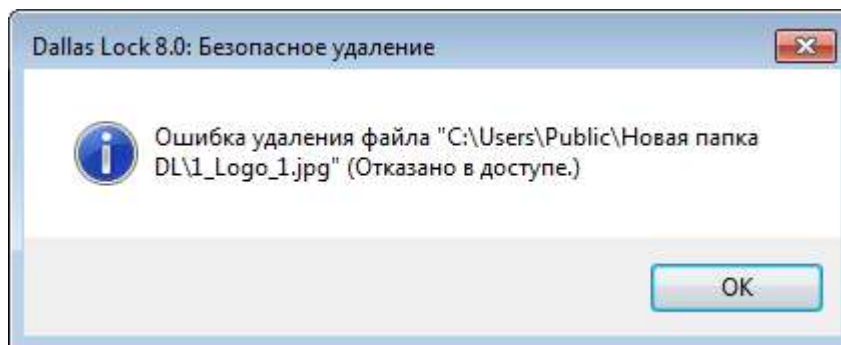 Dallas Lock 8.0: Безопасное удаление
Ошибка удаления файла "C:\Users\Public\Новая папка
DL\1_Logo_1.jpg" (Отказано в доступе.)
OK